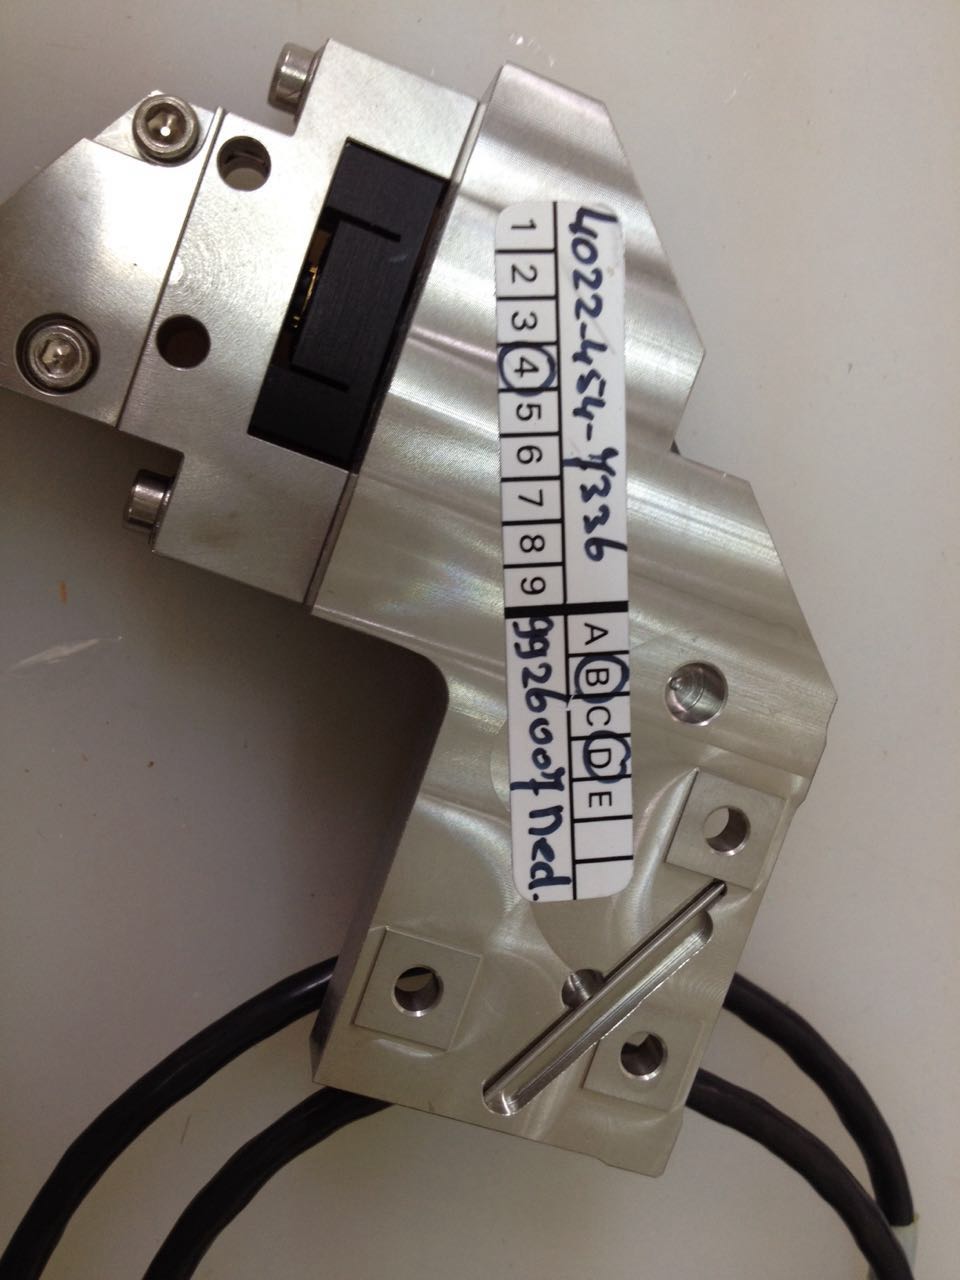 4022-454-7336
1 2 3 4 5 6 7 8 9
A B C D E
9926007 Ned.